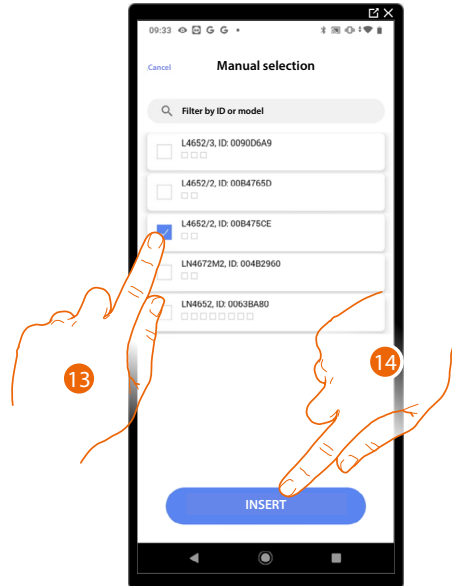 09:33 G G
Cancel Manual selection
Filter by ID or model
L4652/3, ID: 0090D6A9
L4652/2, ID: 00B4765D
L4652/2, ID: 00B475CE
LN4672M2, ID: 004B2960
LN4652, ID: 0063BA80
13
14
INSERT